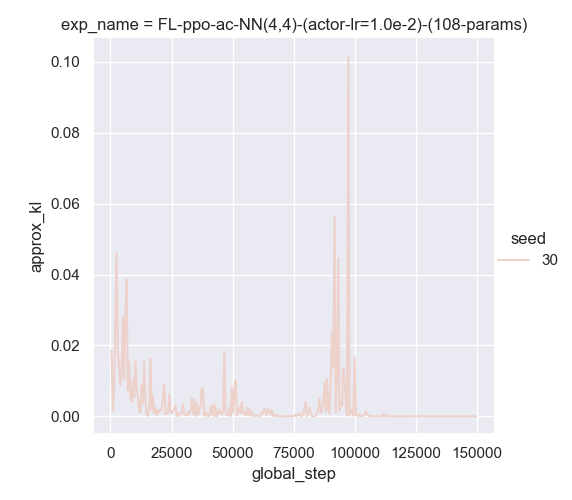 exp_name = FL-ppo-ac-NN(4,4)-(actor-lr=1.0e-2)-(108-params)
0.10
0.08
0.06
0.04
0.02
0.00
approx_kl
seed
30
0 25000 50000 75000 100000 125000 150000
global_step